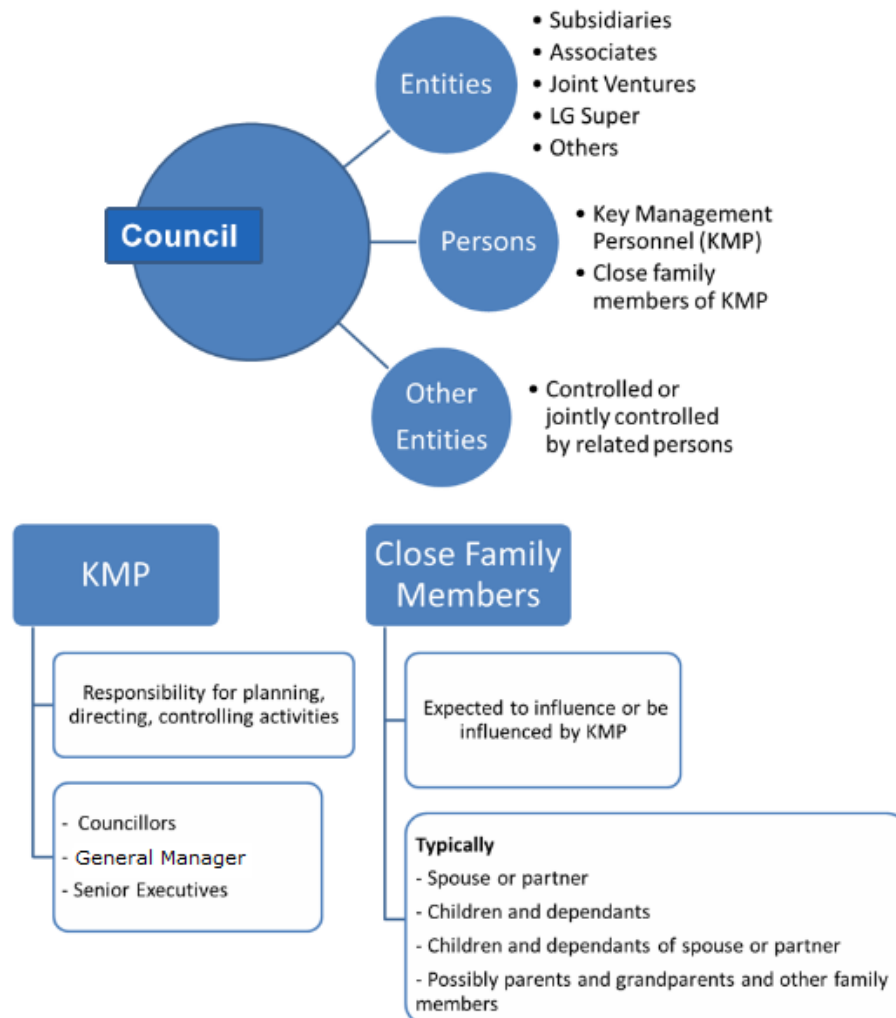 Council
Entities
• Subsidiaries
• Associates
• Joint Ventures
• LG Super
• Others
Persons
• Key Management
Personnel (KMP)
• Close family
members of KMP
Other
Entities
• Controlled or
jointly controlled
by related persons
KMP
Responsibility for planning,
directing, controlling activities
- Councillors
- General Manager
- Senior Executives
Close Family
Members
Expected to influence or be
influenced by KMP
Typically
- Spouse or partner
- Children and dependants
- Children and dependants of spouse or partner
- Possibly parents and grandparents and other family
members